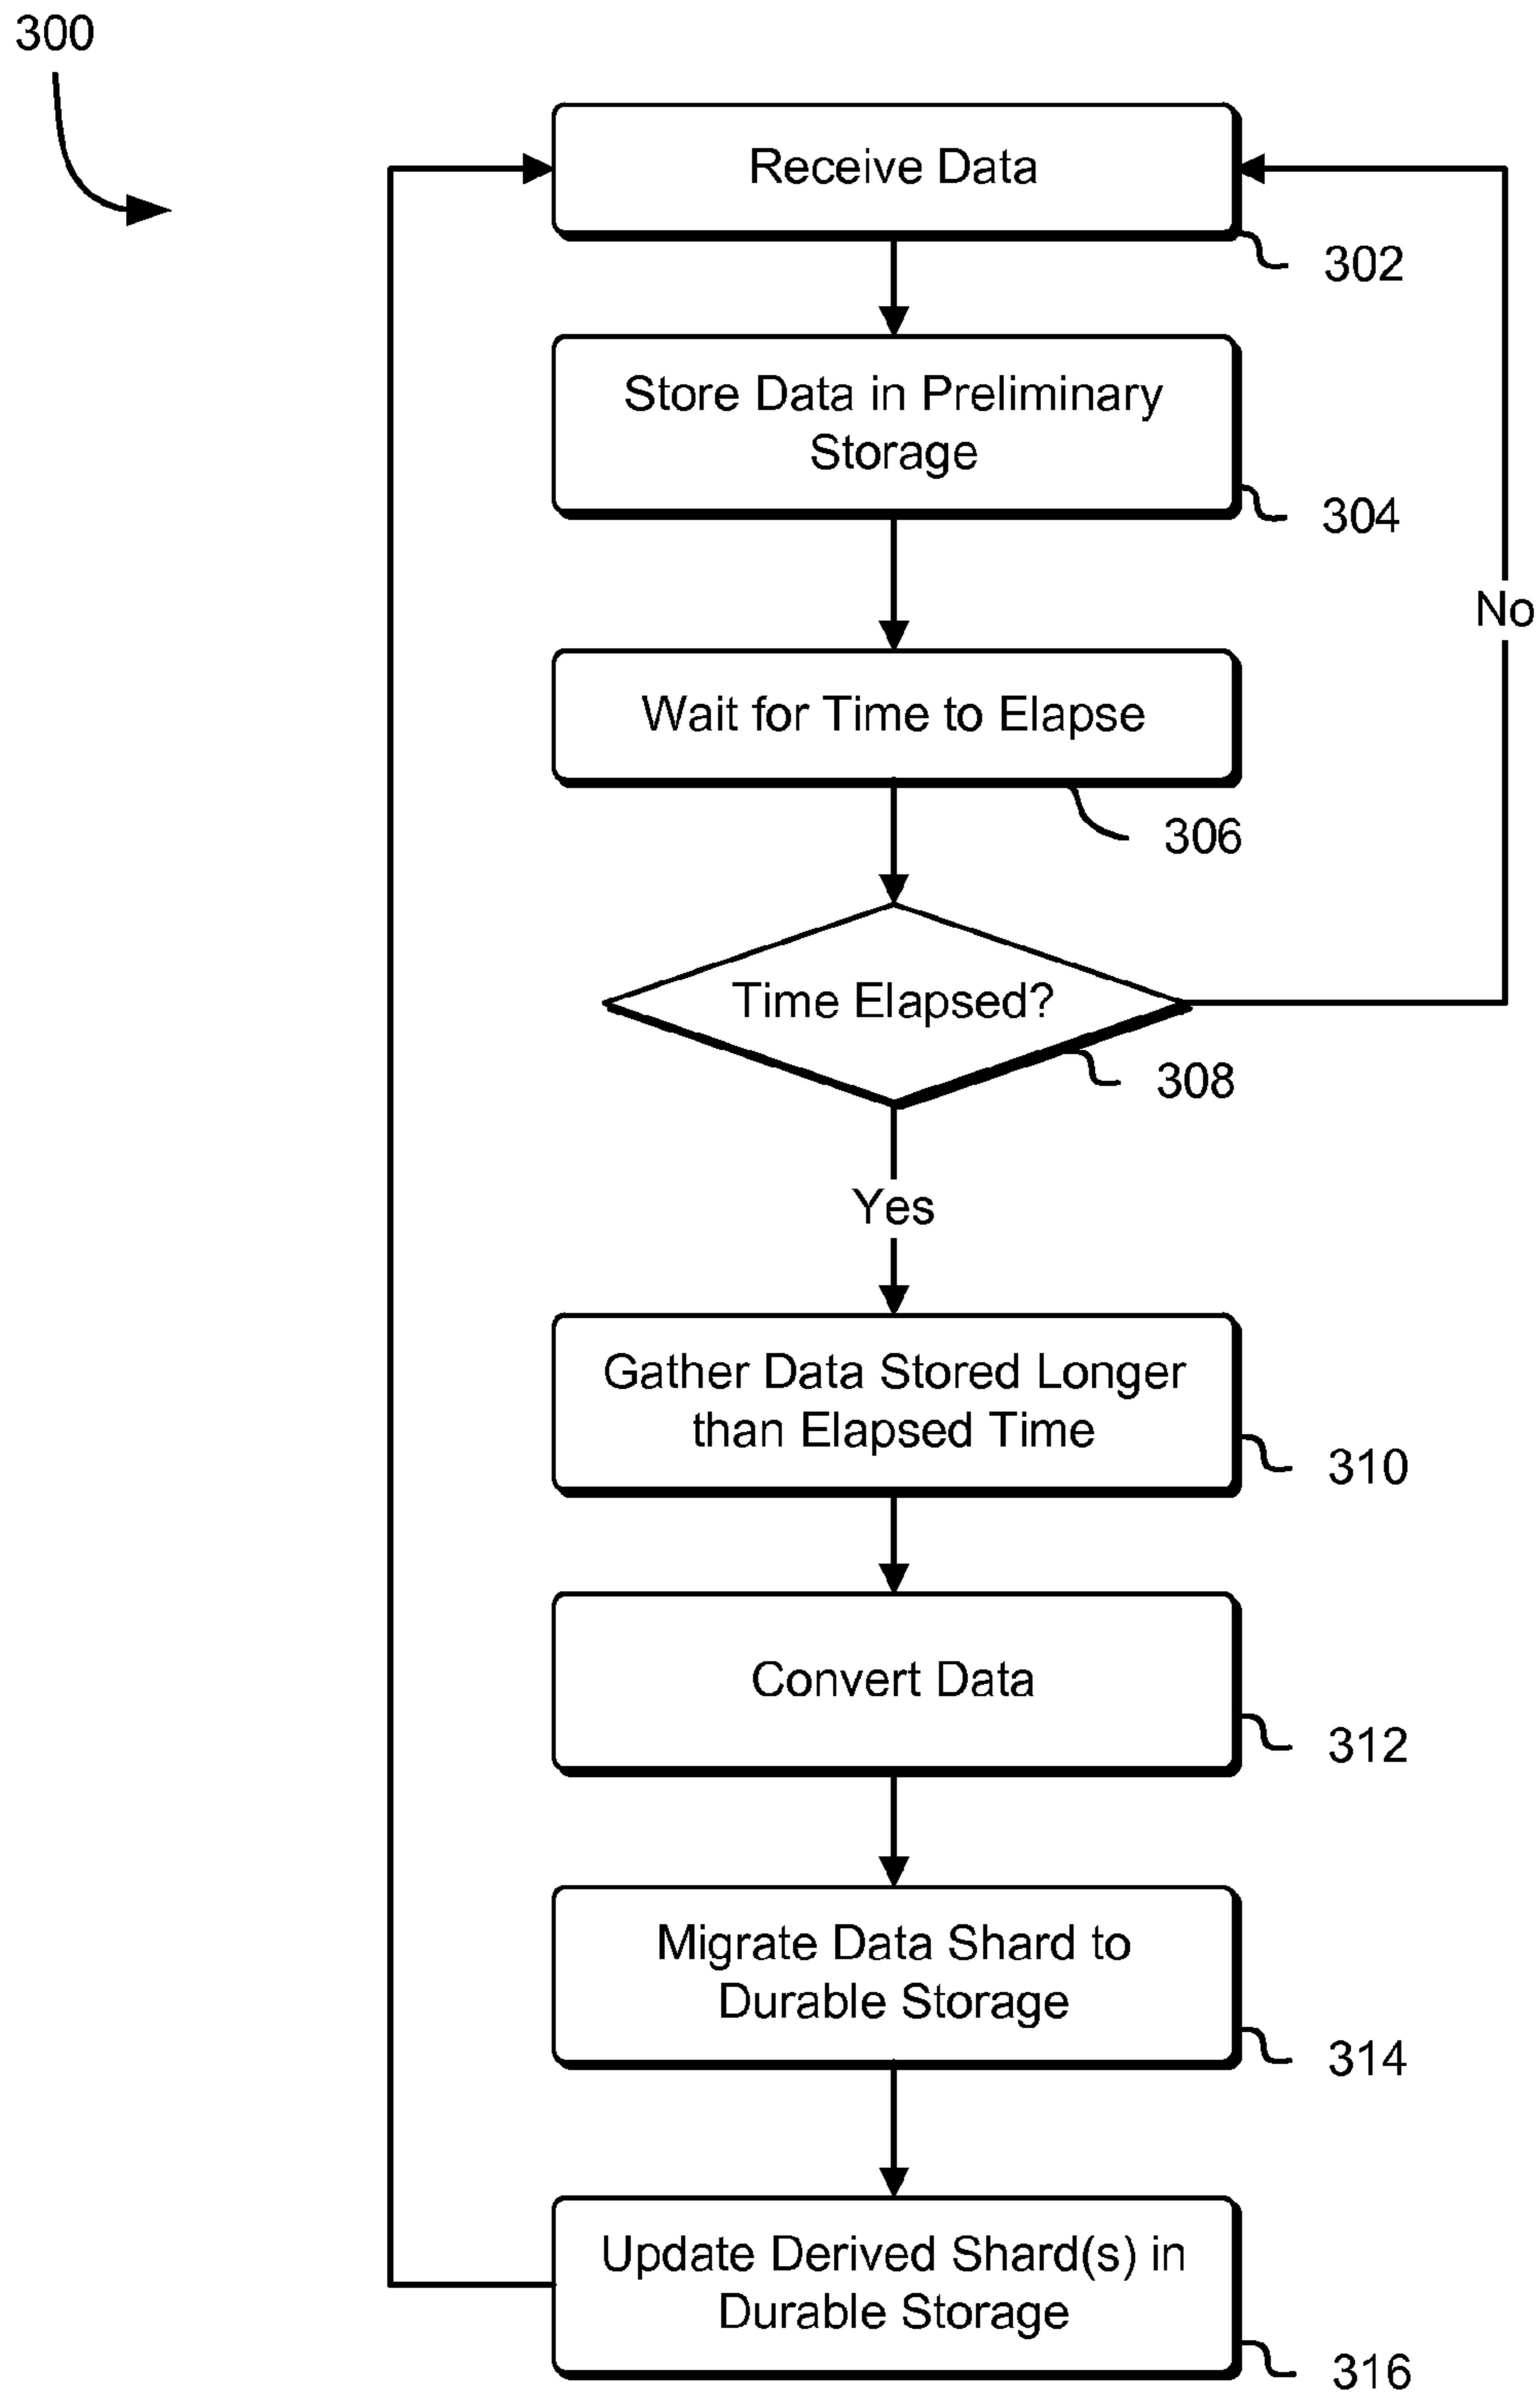 300
Receive Data
302
Store Data in Preliminary
Storage
304
No
Wait for Time to Elapse
306
Time Elapsed?
308
Yes
Gather Data Stored Longer
than Elapsed Time
310
Convert Data
312
Migrate Data Shard to
Durable Storage
314
Update Derived Shard(s) in
Durable Storage
316